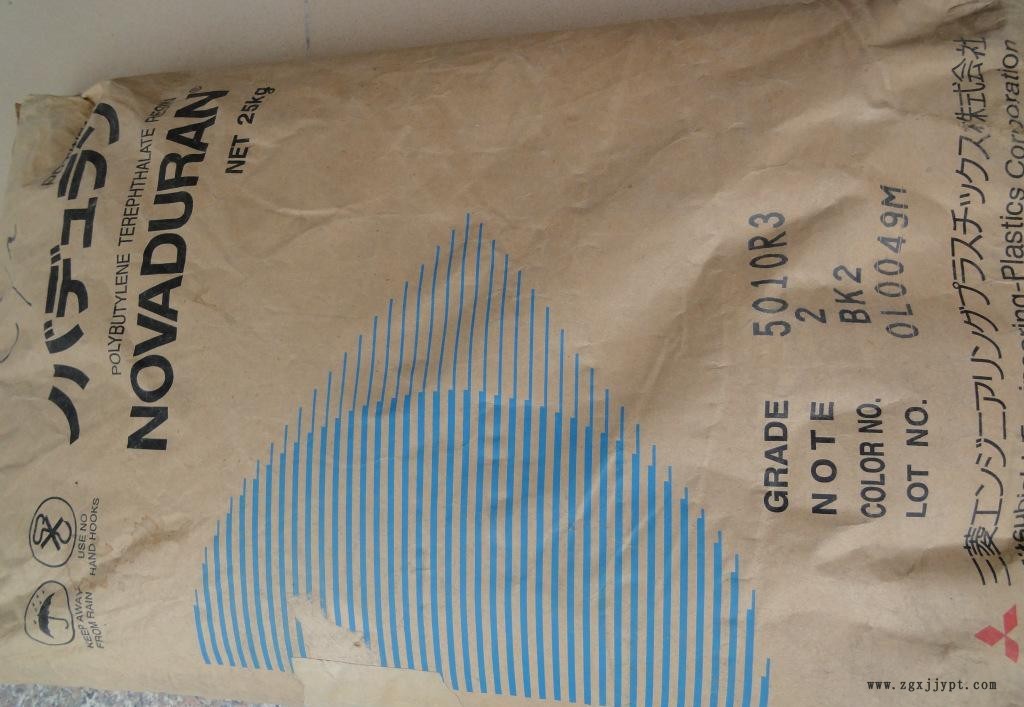 ノバデュラン
POLYBUTYLENE TEREPHTHALATE RESIN
NOVADURAN®
NET 25kg
KEEP AWAY
FROM RAIN
USE NO
HAND HOOKS
GRADE 5010R3
NOTE 2
COLOR NO. BK2
LOT NO. 0L0049M
三菱エンジニアリングプラスチックス株式会社
Mitsubishi Engineering-Plastics Corporation
www.zgxjjypt.com